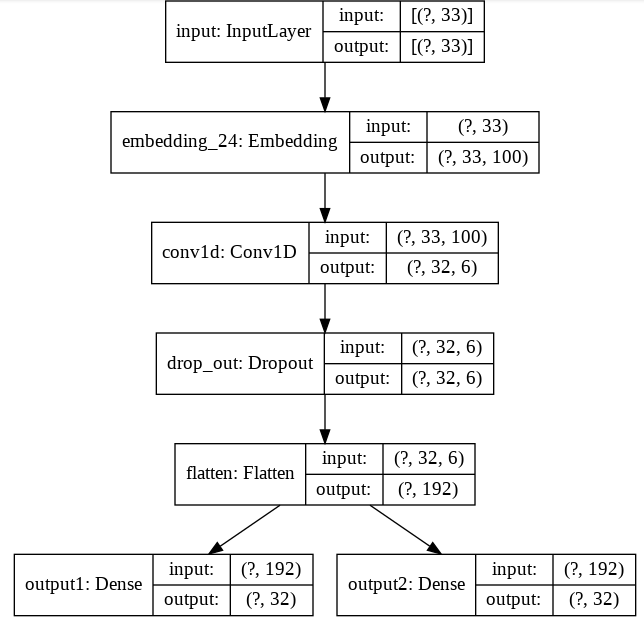 input: InputLayer
input: [(?, 33)]
output: [(?, 33)]
embedding_24: Embedding
input: (?, 33)
output: (?, 33, 100)
conv1d: Conv1D
input: (?, 33, 100)
output: (?, 32, 6)
drop_out: Dropout
input: (?, 32, 6)
output: (?, 32, 6)
flatten: Flatten
input: (?, 32, 6)
output: (?, 192)
output1: Dense
input: (?, 192)
output: (?, 32)
output2: Dense
input: (?, 192)
output: (?, 32)